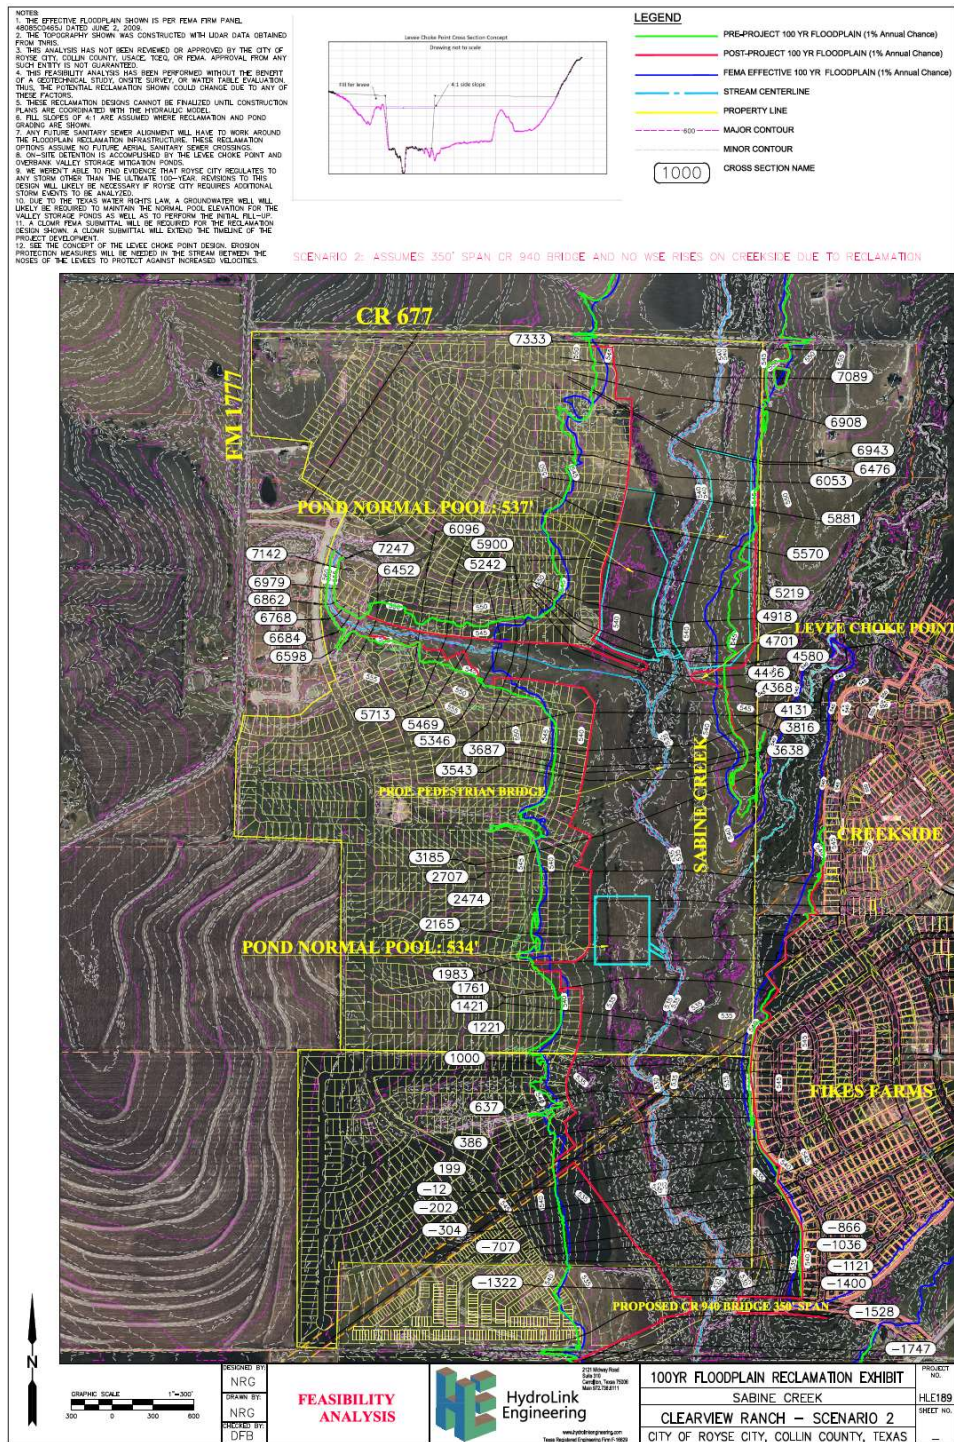 NOTES:
1. THE EFFECTIVE FLOODPLAIN SHOWN IS PER FEMA FIRM PANEL
48085C0465J DATED JUNE 2, 2009.
2. THE TOPOGRAPHY SHOWN WAS CONSTRUCTED WITH LIDAR DATA OBTAINED
FROM TNRIS.
3. THIS ANALYSIS HAS NOT BEEN REVIEWED OR APPROVED BY THE CITY OF
ROYSE CITY, COLLIN COUNTY, USACE, TCEQ, OR FEMA. APPROVAL FROM ANY
SUCH ENTITY IS NOT GUARANTEED.
4. THIS FEASIBILITY ANALYSIS HAS BEEN PERFORMED WITHOUT THE BENEFIT
OF A GEOTECHNICAL STUDY, ONSITE SURVEY, OR WATER TABLE EVALUATION.
THUS, THE POTENTIAL RECLAMATION SHOWN COULD CHANGE DUE TO ANY OF
THESE FACTORS.
5. THESE RECLAMATION DESIGNS CANNOT BE FINALIZED UNTIL CONSTRUCTION
PLANS ARE COORDINATED WITH THE HYDRAULIC MODEL.
6. FILL SLOPES OF 4:1 ARE ASSUMED WHERE RECLAMATION AND POND
GRADING ARE SHOWN.
7. ANY FUTURE SANITARY SEWER ALIGNMENT WILL HAVE TO WORK AROUND
THE FLOODPLAIN RECLAMATION INFRASTRUCTURE. THESE RECLAMATION
OPTIONS ASSUME NO FUTURE AERIAL SANITARY SEWER CROSSINGS.
8. ON-SITE DETENTION IS ACCOMPLISHED BY THE LEVEE CHOKE POINT AND
OVERBANK VALLEY STORAGE MITIGATION PONDS.
9. WE WEREN'T ABLE TO FIND EVIDENCE THAT ROYSE CITY REGULATES TO
ANY STORM OTHER THAN THE ULTIMATE 100-YEAR. REVISIONS TO THIS
DESIGN WILL LIKELY BE NECESSARY IF ROYSE CITY REQUIRES ADDITIONAL
STORM EVENTS TO BE ANALYZED.
10. DUE TO THE TEXAS WATER RIGHTS LAW, A GROUNDWATER WELL WILL
LIKELY BE REQUIRED TO MAINTAIN THE NORMAL POOL ELEVATION FOR THE
VALLEY STORAGE PONDS AS WELL AS TO PERFORM THE INITIAL FILL-UP.
11. A CLOMR FEMA SUBMITTAL WILL BE REQUIRED FOR THE RECLAMATION
DESIGN SHOWN. A CLOMR SUBMITTAL WILL EXTEND THE TIMELINE OF THE
PROJECT DEVELOPMENT.
12. SEE THE CONCEPT OF THE LEVEE CHOKE POINT DESIGN. EROSION
PROTECTION MEASURES WILL BE NEEDED IN THE STREAM BETWEEN THE
NOSES OF THE LEVEES TO PROTECT AGAINST INCREASED VELOCITIES.
Levee Choke Point Cross Section Concept
Drawing not to scale
Fill for levee
4:1 side slope
LEGEND
PRE-PROJECT 100 YR FLOODPLAIN (1% Annual Chance)
POST-PROJECT 100 YR FLOODPLAIN (1% Annual Chance)
FEMA EFFECTIVE 100 YR FLOODPLAIN (1% Annual Chance)
STREAM CENTERLINE
PROPERTY LINE
600 MAJOR CONTOUR
MINOR CONTOUR
1000 CROSS SECTION NAME
SCENARIO 2: ASSUMES 350' SPAN CR 940 BRIDGE AND NO WSE RISES ON CREEKSIDE DUE TO RECLAMATION
CR 677
FM 1777
7333
7089
6908
6943
6476
6053
5881
POND NORMAL POOL: 537'
6096
5900
5242
7142
7247
6452
6979
6862
6768
6684
6598
5570
5219
4918
4701
LEVEE CHOKE POINT
4580
4466
4368
4131
3816
3638
5713
5469
5346
3687
3543
PROP. PEDESTRIAN BRIDGE
SABINE CREEK
CREEKSIDE
3185
2707
2474
2165
POND NORMAL POOL: 534'
1983
1761
1421
1221
1000
637
FIKES FARMS
386
199
-12
-202
-304
-707
-1322
-866
-1036
-1121
-1400
PROPOSED CR 940 BRIDGE 350' SPAN
-1528
-1747
N
GRAPHIC SCALE 1"=300'
300 0 300 600
DESIGNED BY:
NRG
DRAWN BY:
NRG
CHECKED BY:
DFB
FEASIBILITY
ANALYSIS
HydroLink
Engineering
2121 Midway Road
Suite 310
Carrollton, Texas 75006
www.hydrolinkengineering.com
100YR FLOODPLAIN RECLAMATION EXHIBIT
SABINE CREEK
CLEARVIEW RANCH - SCENARIO 2
CITY OF ROYSE CITY, COLLIN COUNTY, TEXAS
PROJECT
NO.
HLE189
SHEET NO.